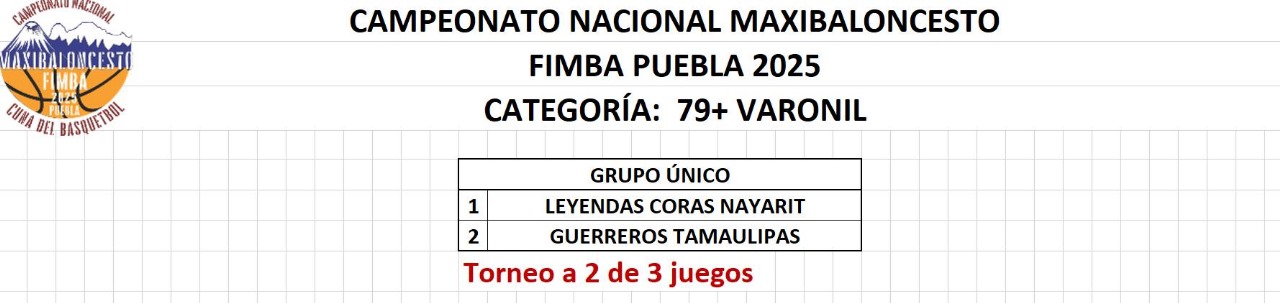 CAMPEONATO NACIONAL
MAXIBALONCESTO
FIMBA
2025
PUEBLA
CUNA DEL BASQUETBOL
CAMPEONATO NACIONAL MAXIBALONCESTO
FIMBA PUEBLA 2025
CATEGORÍA: 79+ VARONIL
GRUPO ÚNICO
1 LEYENDAS CORAS NAYARIT
2 GUERREROS TAMAULIPAS
Torneo a 2 de 3 juegos